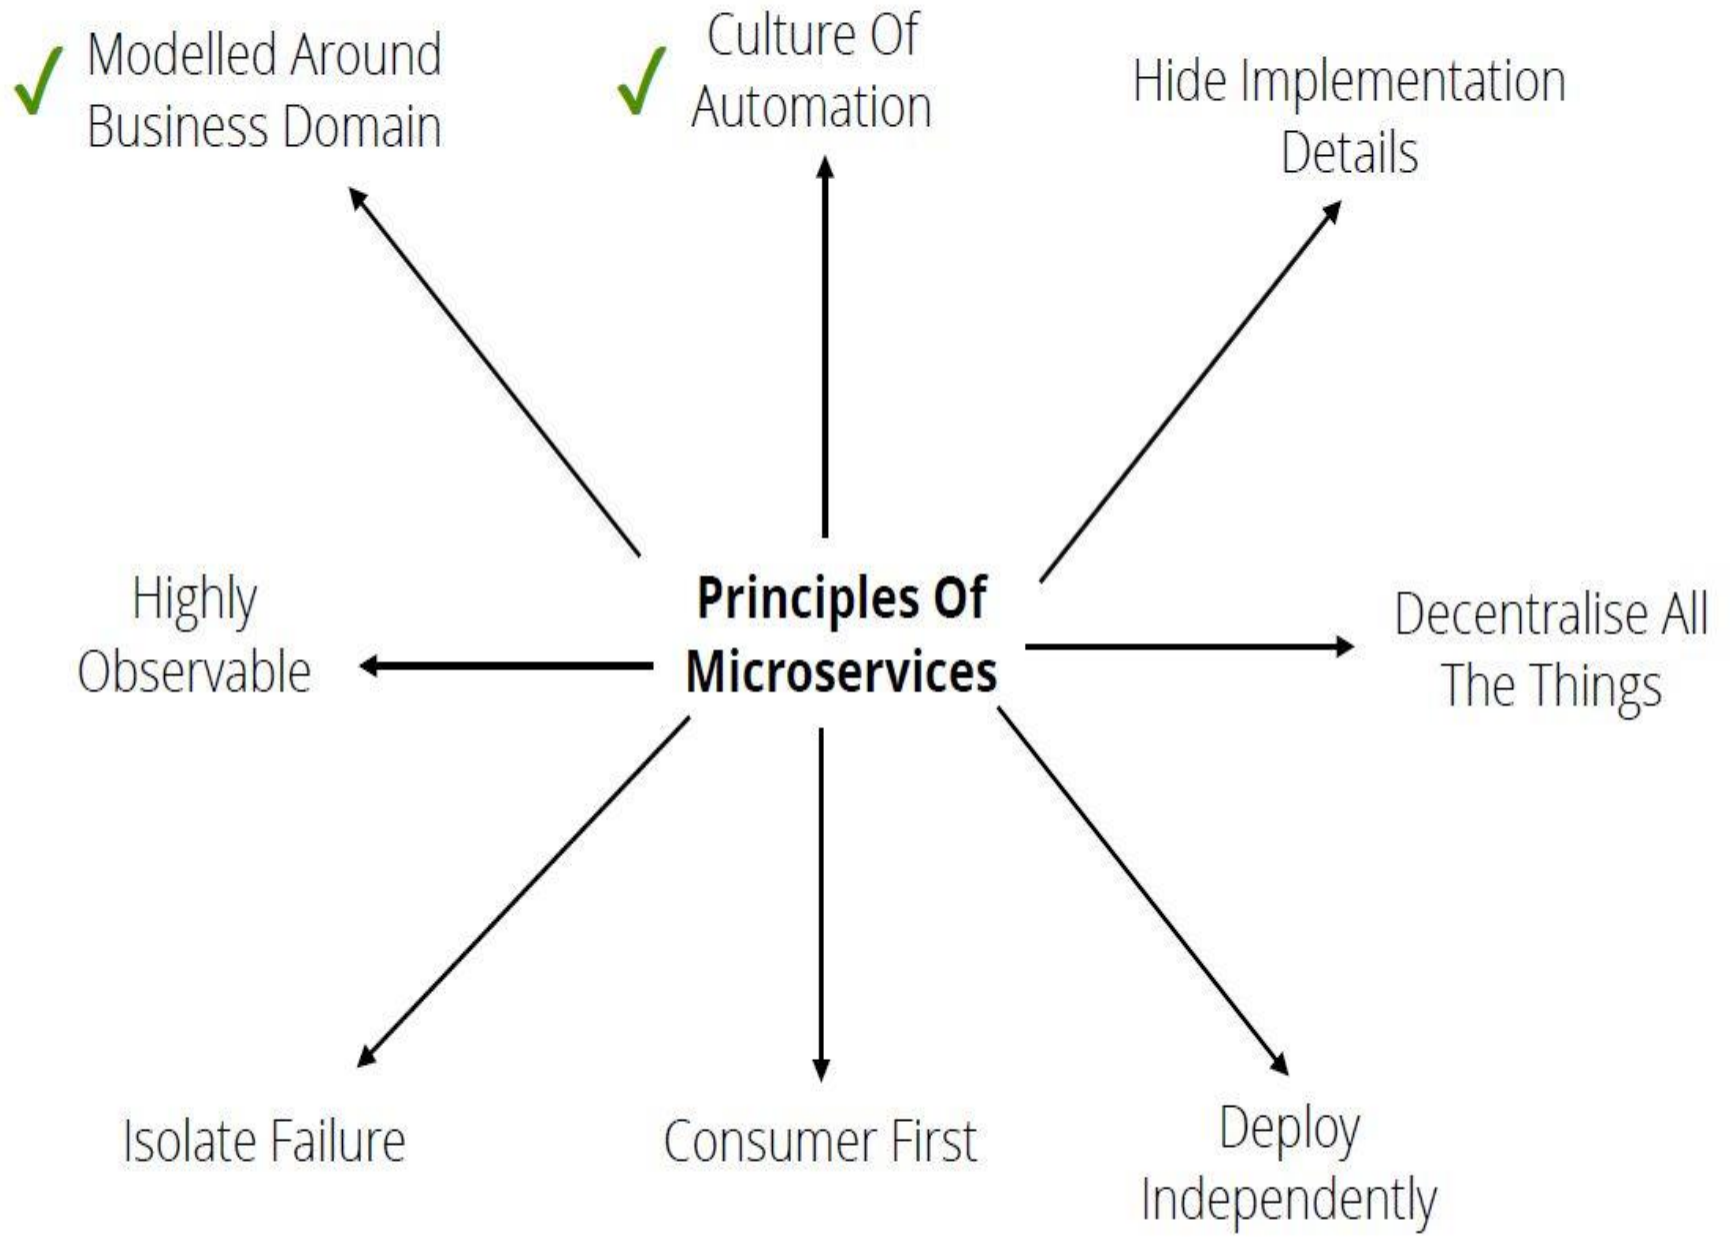 Modelled Around
Business Domain
Culture Of
Automation
Hide Implementation
Details
Highly
Observable
Principles Of
Microservices
Decentralise All
The Things
Isolate Failure
Consumer First
Deploy
Independently